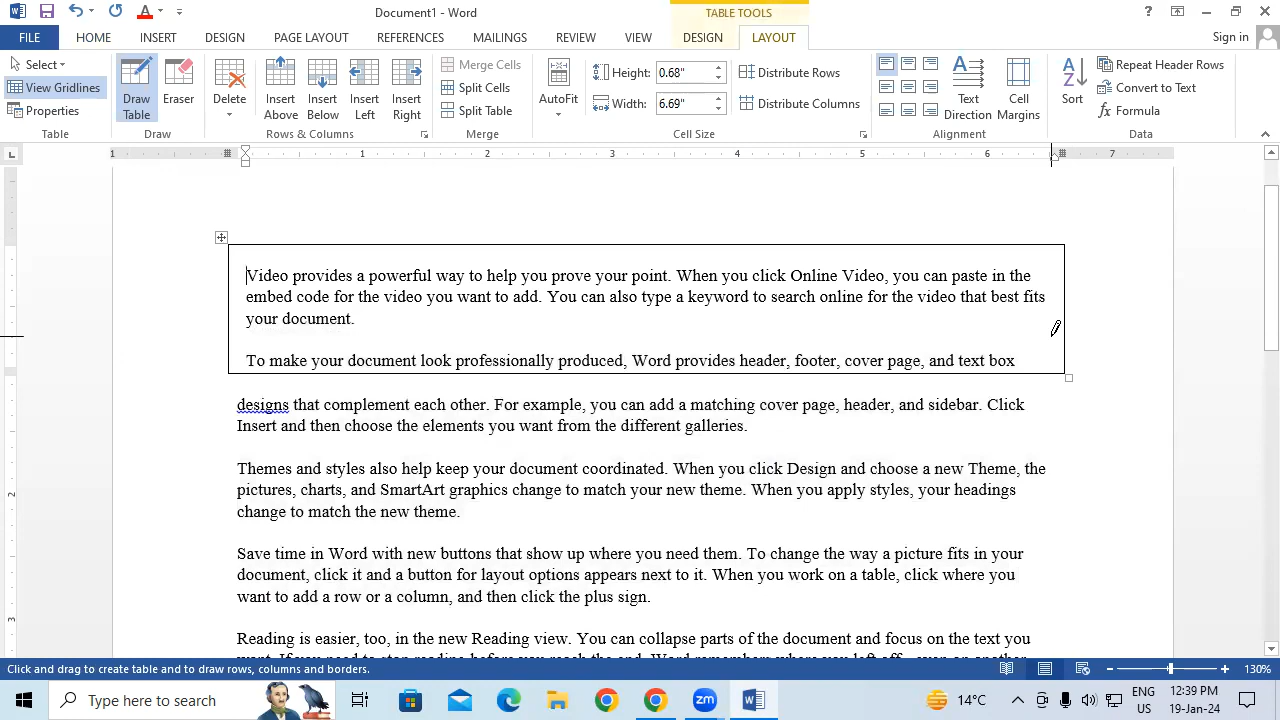 Document1 - Word
TABLE TOOLS
FILE HOME INSERT DESIGN PAGE LAYOUT REFERENCES MAILINGS REVIEW VIEW DESIGN LAYOUT Sign in
Select
View Gridlines
Properties
Table
Draw Table
Eraser
Draw
Delete
Insert Above
Insert Below
Insert Left
Insert Right
Rows & Columns
Merge Cells
Split Cells
Split Table
Merge
AutoFit
Height: 0.68"
Width: 6.69"
Distribute Rows
Distribute Columns
Cell Size
Text Direction
Cell Margins
Alignment
Sort
Repeat Header Rows
Convert to Text
Formula
Data
1 1 2 3 4 5 6 7
Video provides a powerful way to help you prove your point. When you click Online Video, you can paste in the
embed code for the video you want to add. You can also type a keyword to search online for the video that best fits
your document.
To make your document look professionally produced, Word provides header, footer, cover page, and text box
designs that complement each other. For example, you can add a matching cover page, header, and sidebar. Click
Insert and then choose the elements you want from the different galleries.
Themes and styles also help keep your document coordinated. When you click Design and choose a new Theme, the
pictures, charts, and SmartArt graphics change to match your new theme. When you apply styles, your headings
change to match the new theme.
Save time in Word with new buttons that show up where you need them. To change the way a picture fits in your
document, click it and a button for layout options appears next to it. When you work on a table, click where you
want to add a row or a column, and then click the plus sign.
Reading is easier, too, in the new Reading view. You can collapse parts of the document and focus on the text you
2
3
Click and drag to create table and to draw rows, columns and borders.
130%
Type here to search
zm
14°C
ENG
US
12:39 PM
19-Jan-24